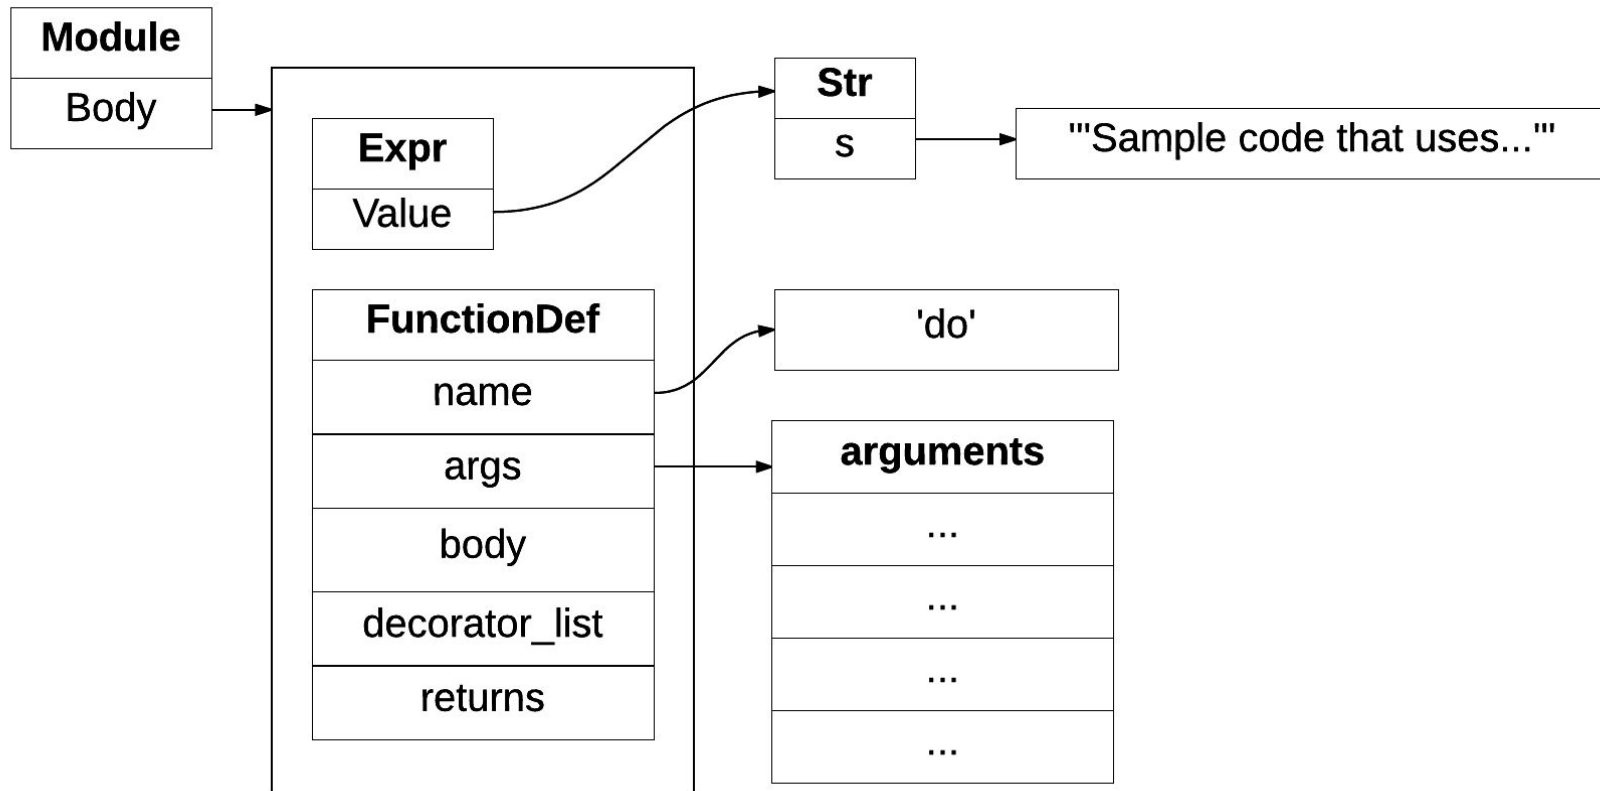 Module
Body
Expr
Value
Str
s
'''Sample code that uses...'''
FunctionDef
name
args
body
decorator_list
returns
'do'
arguments
...
...
...
...